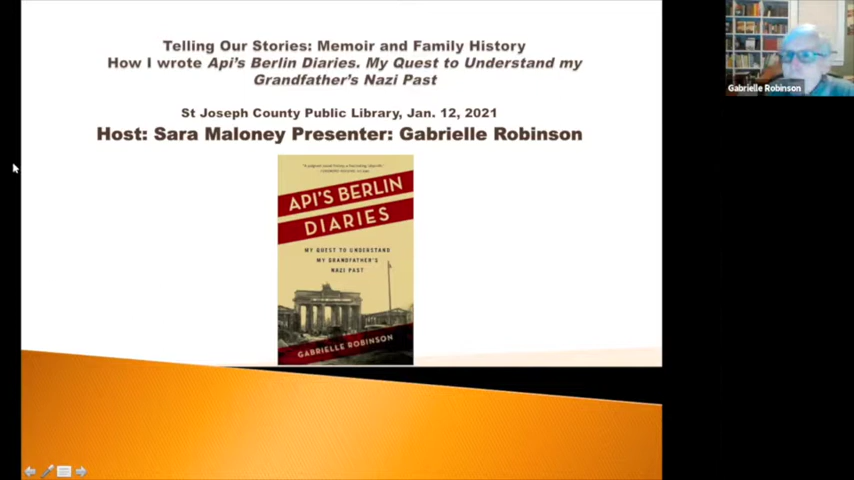 Telling Our Stories: Memoir and Family History
How I wrote Api's Berlin Diaries. My Quest to Understand my
Grandfather's Nazi Past
St Joseph County Public Library, Jan. 12, 2021
Host: Sara Maloney Presenter: Gabrielle Robinson
API'S BERLIN
DIARIES
MY QUEST TO UNDERSTAND
MY GRANDFATHER'S
NAZI PAST
GABRIELLE ROBINSON
Gabrielle Robinson